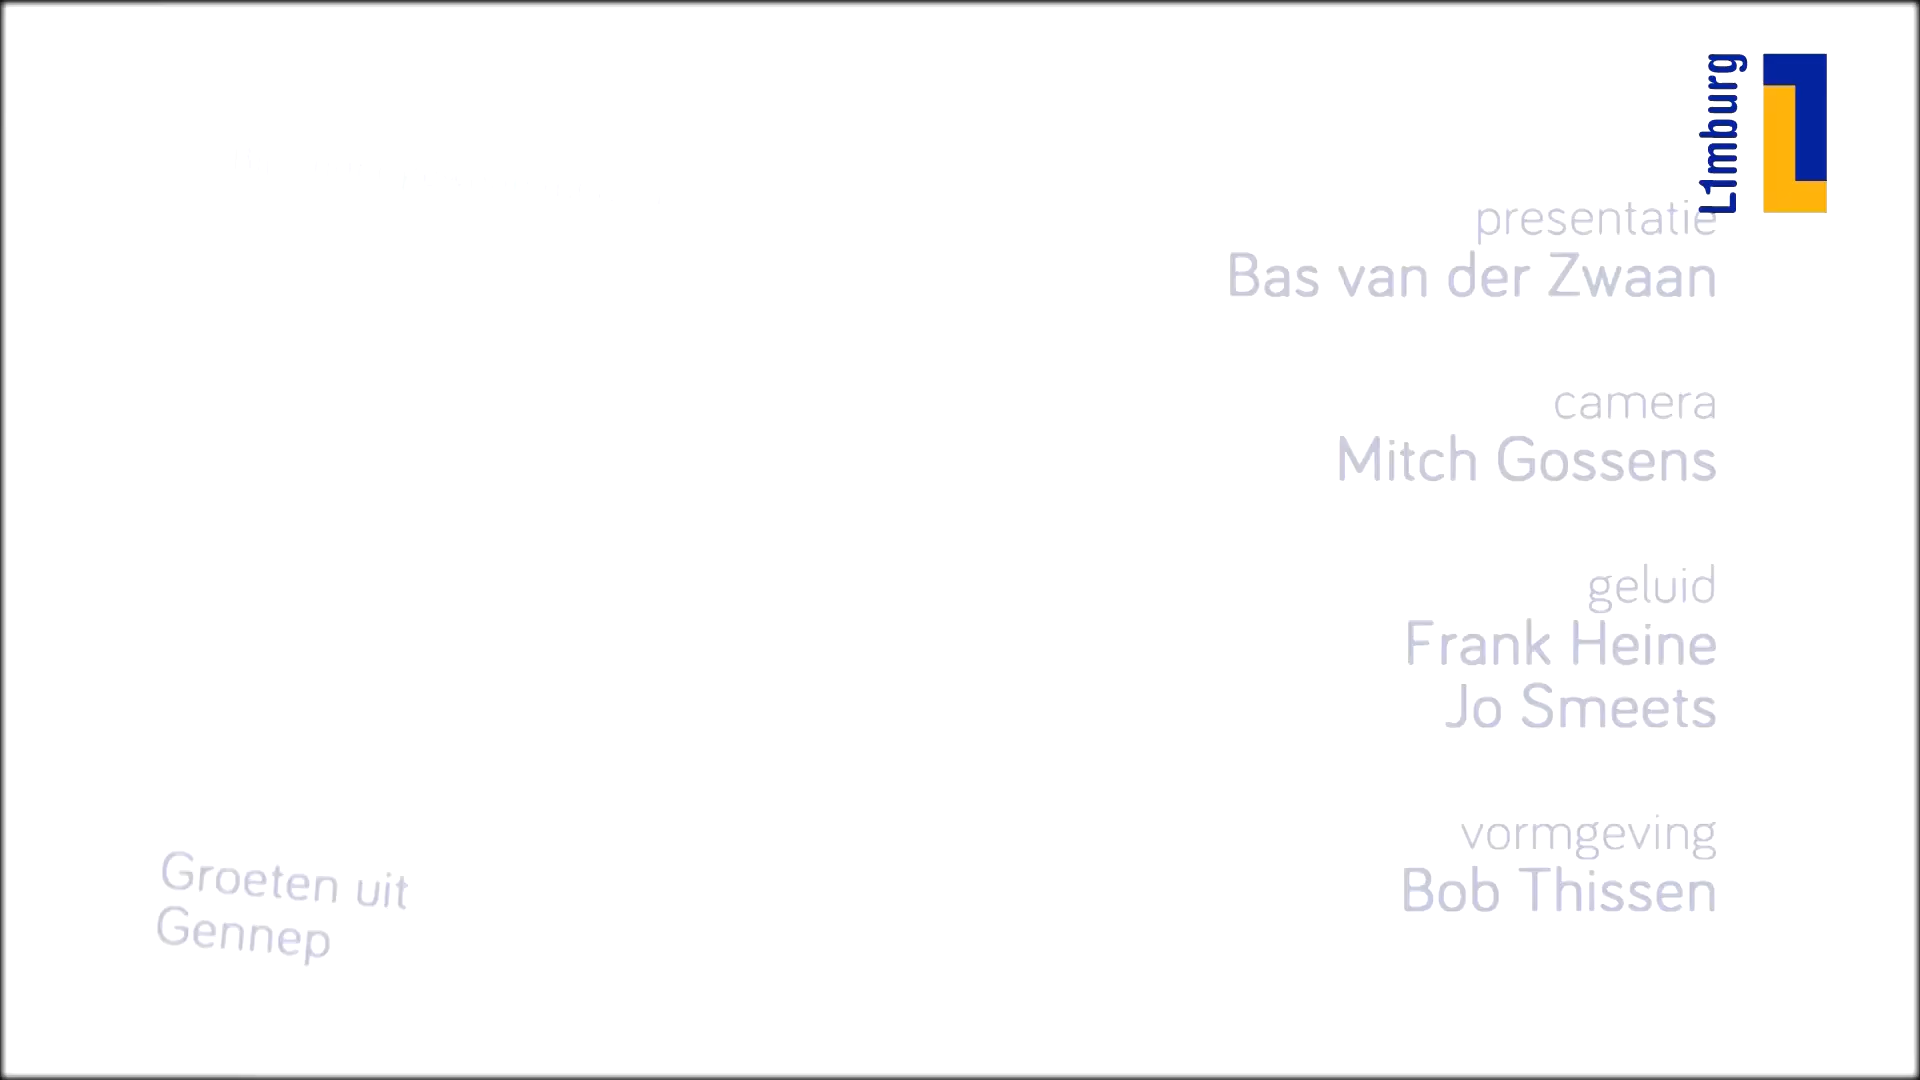 L1mburg
presentatie
Bas van der Zwaan
camera
Mitch Gossens
geluid
Frank Heine
Jo Smeets
vormgeving
Bob Thissen
Groeten uit
Gennep